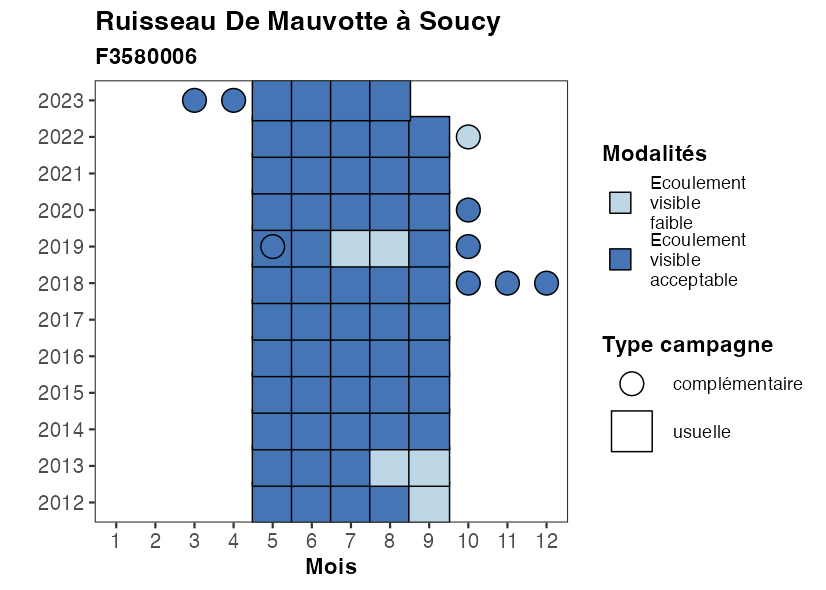 Ruisseau De Mauvotte à Soucy
F3580006
2023
2022
2021
2020
2019
2018
2017
2016
2015
2014
2013
2012
1 2 3 4 5 6 7 8 9 10 11 12
Mois
Modalités
Ecoulement
visible
faible
Ecoulement
visible
acceptable
Type campagne
complémentaire
usuelle